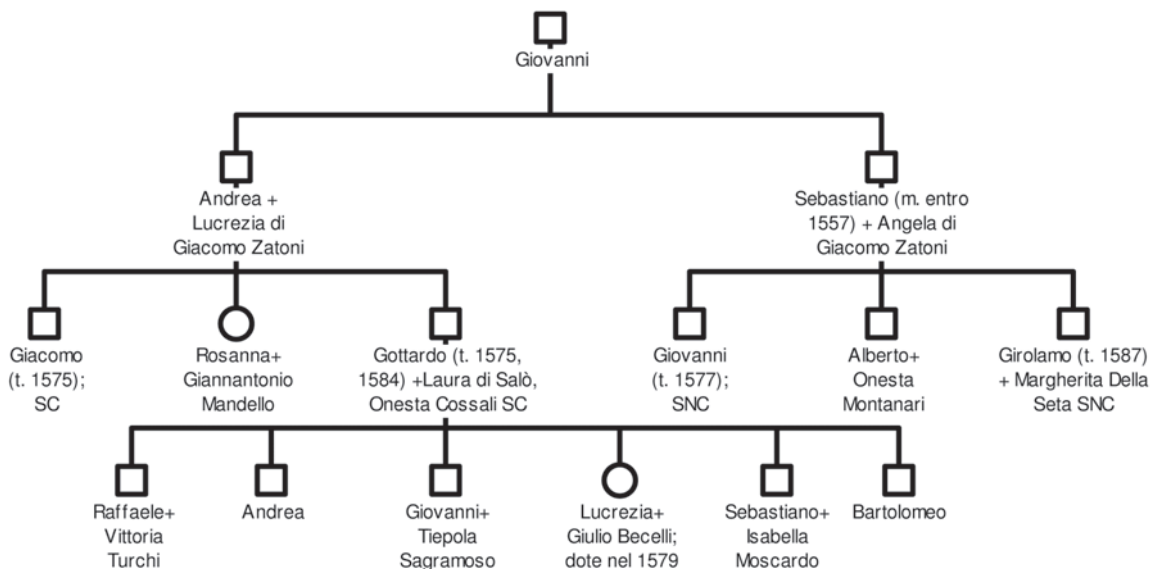 Giovanni
Andrea +
Lucrezia di
Giacomo Zatoni
Sebastiano (m. entro
1557) + Angela di
Giacomo Zatoni
Giacomo
(t. 1575);
SC
Rosanna+
Giannantonio
Mandello
Gottardo (t. 1575,
1584) +Laura di Salò,
Onesta Cossali SC
Giovanni
(t. 1577);
SNC
Alberto+
Onesta
Montanari
Girolamo (t. 1587)
+ Margherita Della
Seta SNC
Raffaele+
Vittoria
Turchi
Andrea
Giovanni+
Tiepola
Sagramoso
Lucrezia+
Giulio Becelli;
dote nel 1579
Sebastiano+
Isabella
Moscardo
Bartolomeo